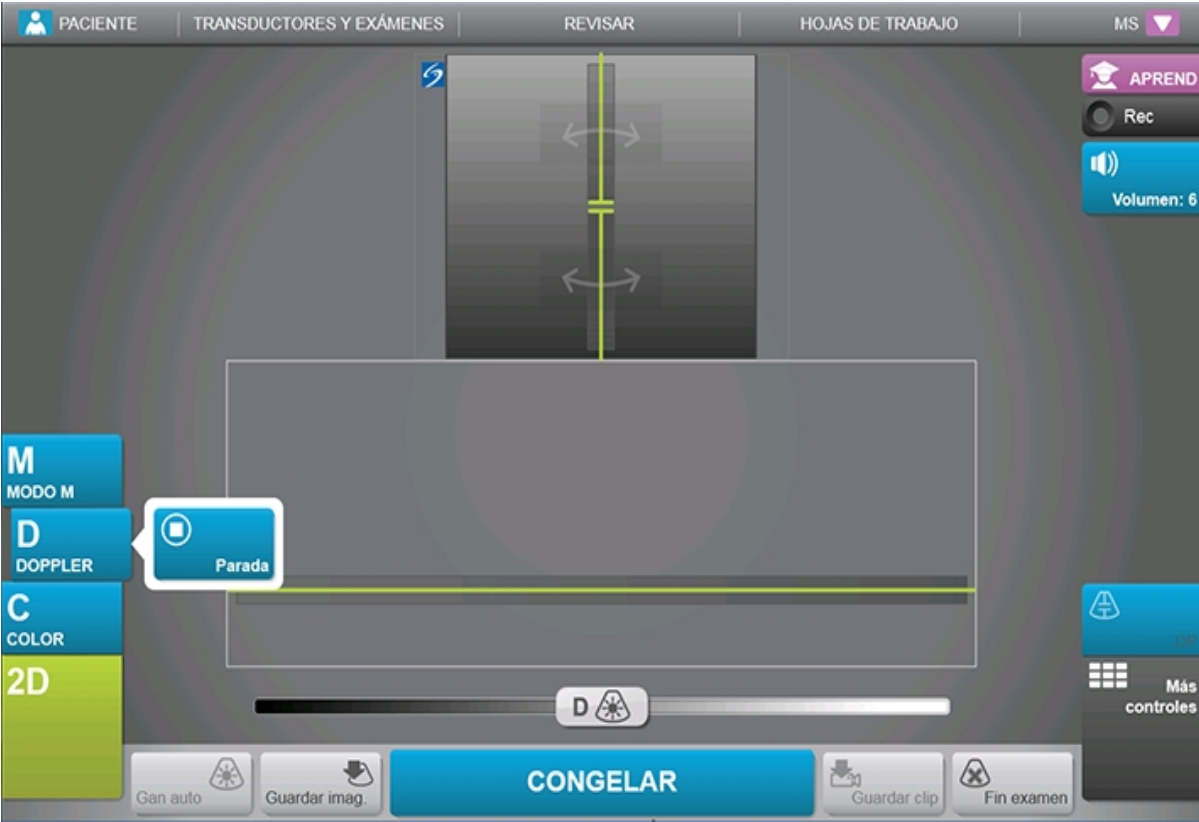 PACIENTE
TRANSDUCTORES Y EXÁMENES
REVISAR
HOJAS DE TRABAJO
MS
APREND
Rec
Volumen: 6
M
MODO M
D
DOPPLER
Parada
C
COLOR
2D
Más
controles
D
Gan auto
Guardar imag.
CONGELAR
Guardar clip
Fin examen